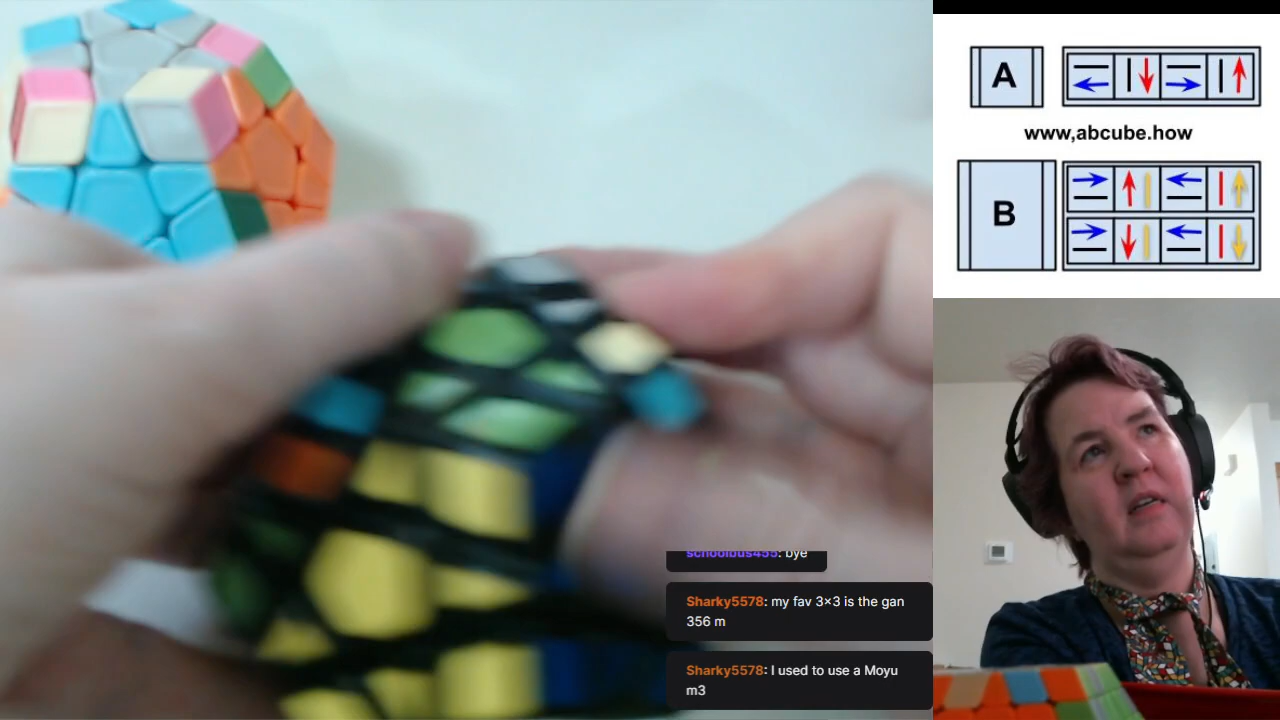 A
www,abcube.how
B
schoolbus455: bye
Sharky5578: my fav 3×3 is the gan
356 m
Sharky5578: I used to use a Moyu
m3